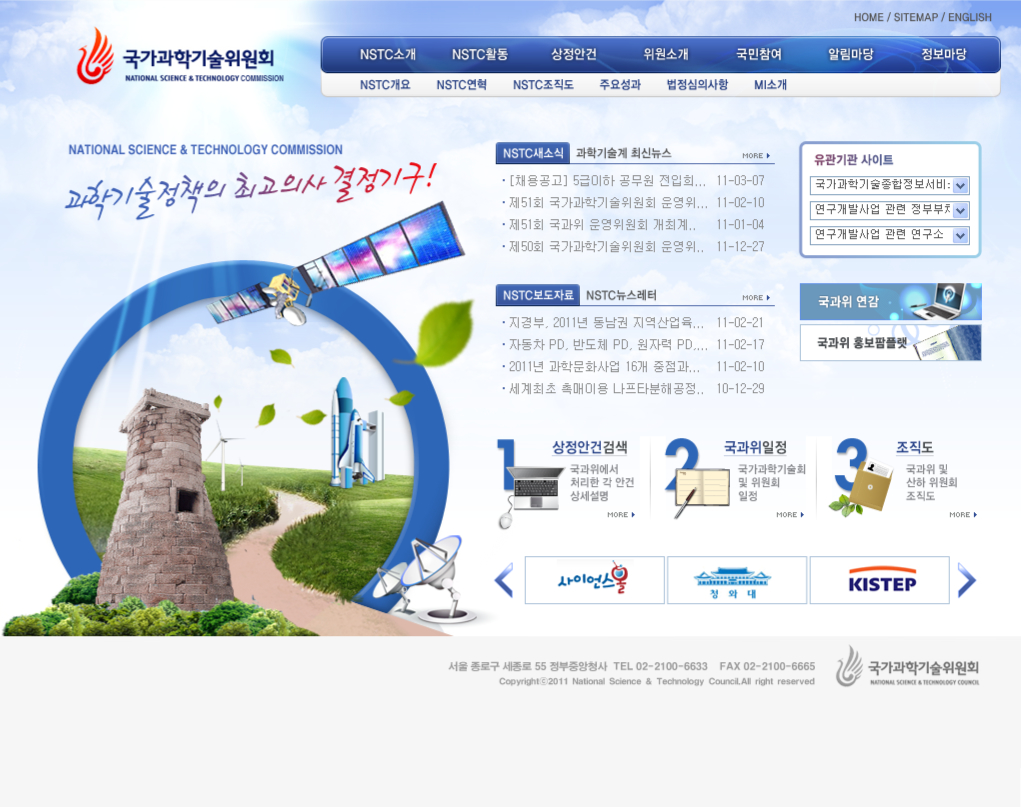 HOME / SITEMAP / ENGLISH
국가과학기술위원회
NATIONAL SCIENCE & TECHNOLOGY COMMISSION
NSTC소개 NSTC활동 상정안건 위원소개 국민참여 알림마당 정보마당
NSTC개요 NSTC연혁 NSTC조직도 주요성과 법정심의사항 MI소개
NATIONAL SCIENCE & TECHNOLOGY COMMISSION
과학기술정책의 최고의사 결정기구!
NSTC새소식 과학기술계 최신뉴스 MORE
· [채용공고] 5급이하 공무원 전입회... 11-03-07
· 제51회 국가과학기술위원회 운영위... 11-02-10
· 제51회 국과위 운영위원회 개최계.. 11-01-04
· 제50회 국가과학기술위원회 운영위.. 11-12-27
유관기관 사이트
국가과학기술종합정보서비:
연구개발사업 관련 정부부처
연구개발사업 관련 연구소
NSTC보도자료 NSTC뉴스레터 MORE
· 지경부, 2011년 동남권 지역산업육... 11-02-21
· 자동차 PD, 반도체 PD, 원자력 PD,... 11-02-17
· 2011년 과학문화사업 16개 중점과... 11-02-10
· 세계최초 촉매이용 나프타분해공정.. 10-12-29
국과위 연감
국과위 홍보팜플랫
1 상정안건검색
국과위에서
처리한 각 안건
상세설명
MORE
2 국과위일정
국가과학기술회
및 위원회
일정
MORE
3 조직도
국과위 및
산하 위원회
조직도
MORE
사이언스올
청와대
KISTEP
서울 종로구 세종로 55 정부중앙청사 TEL 02-2100-6633 FAX 02-2100-6665
Copyrightⓒ2011 National Science & Technology Council.All right reserved
국가과학기술위원회
NATIONAL SCIENCE & TECHNOLOGY COUNCIL